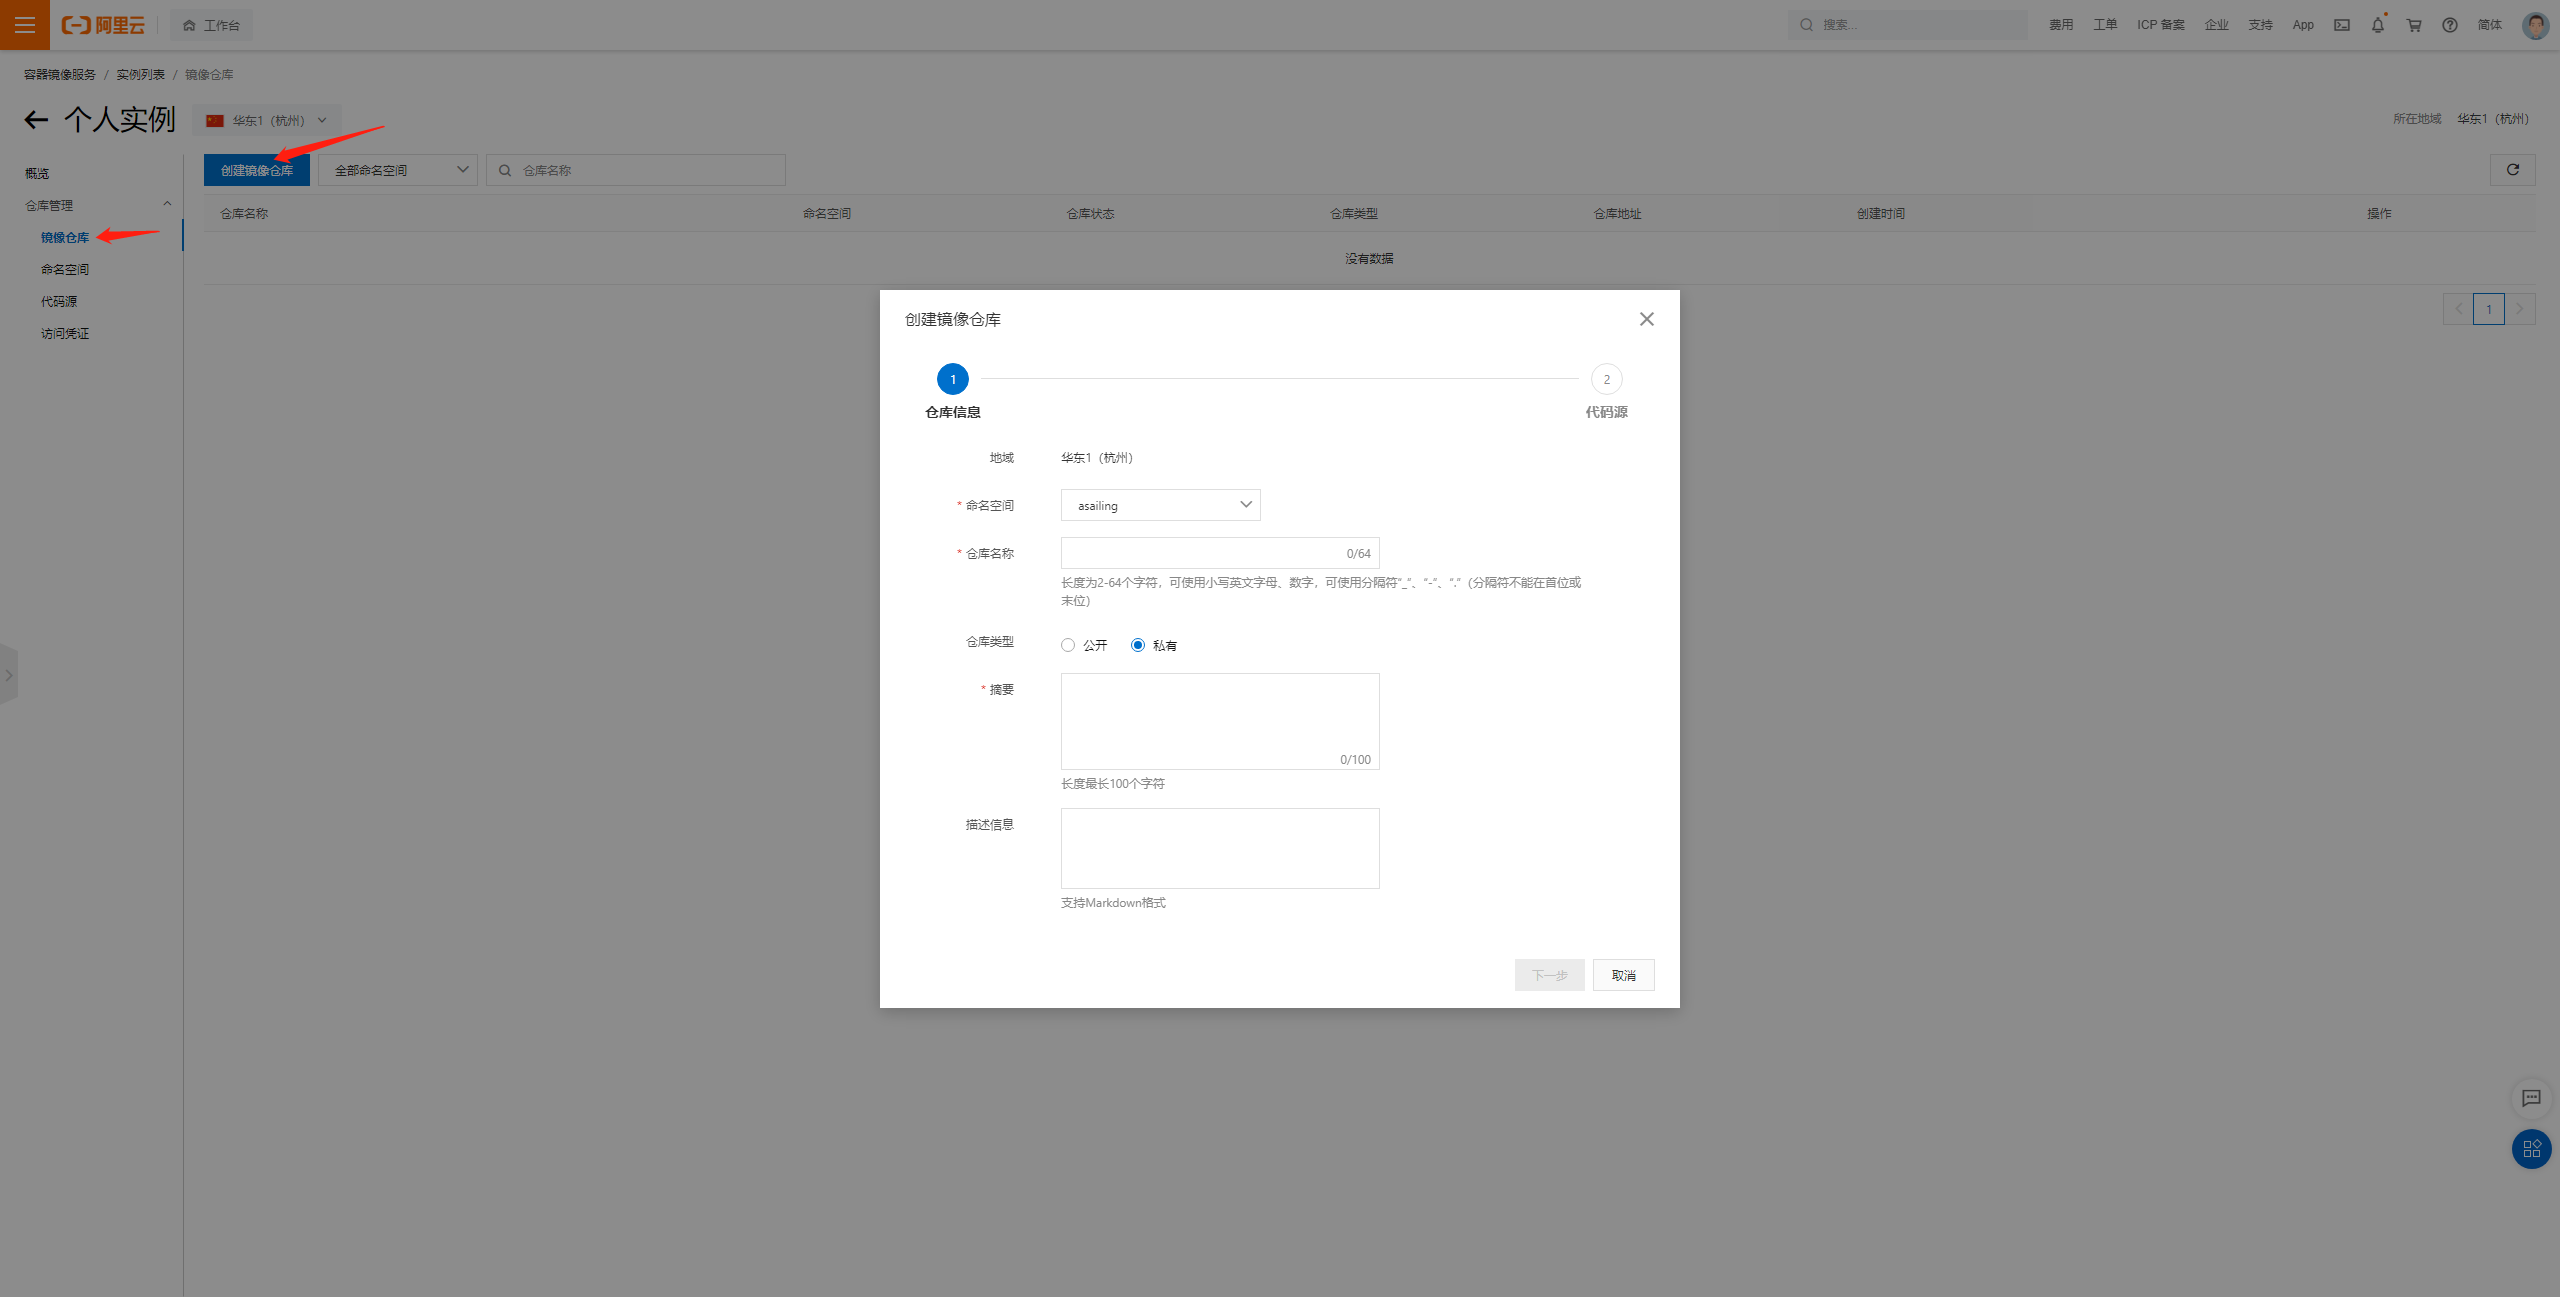 阿里云
工作台
搜索...
费用
工单
ICP 备案
企业
支持
App
简体
容器镜像服务 / 实例列表 / 镜像仓库
个人实例
华东1（杭州）
所在地域 华东1（杭州）
概览
仓库管理
镜像仓库
命名空间
代码源
访问凭证
创建镜像仓库
全部命名空间
仓库名称
仓库名称 命名空间 仓库状态 仓库类型 仓库地址 创建时间 操作
没有数据
1
创建镜像仓库
1
2
仓库信息
代码源
地域 华东1（杭州）
* 命名空间 asailing
* 仓库名称 0/64
长度为2-64个字符，可使用小写英文字母、数字，可使用分隔符“_”、“-”、“.”（分隔符不能在首位或
末位）
仓库类型 公开 私有
* 摘要
0/100
长度最长100个字符
描述信息
支持Markdown格式
下一步
取消